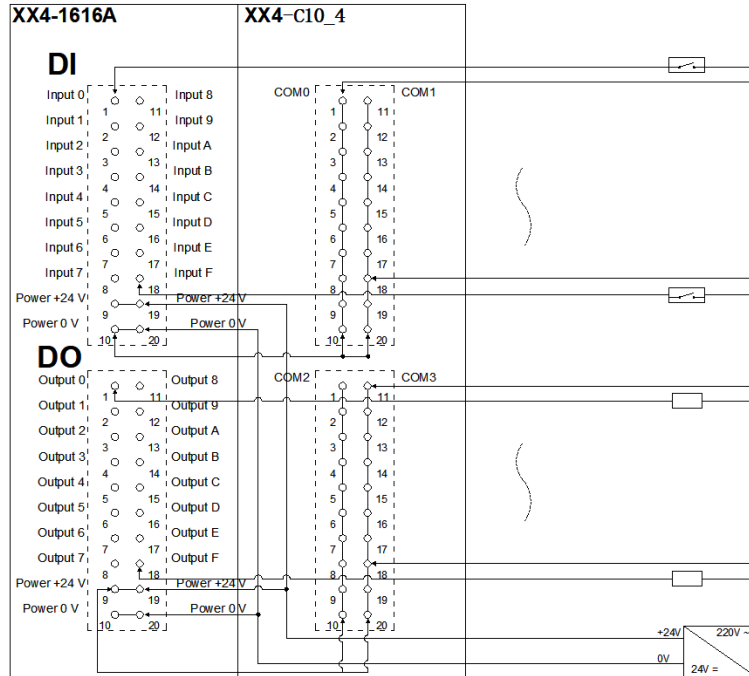 XX4-1616A XX4-C10_4
DI
Input 0 Input 8 COM0 COM1
1 11 1 11
Input 1 Input 9
2 12 2 12
Input 2 Input A
3 13 3 13
Input 3 Input B
4 14 4 14
Input 4 Input C
5 15 5 15
Input 5 Input D
6 16 6 16
Input 6 Input E
7 17 7 17
Input 7 Input F
8 18 8 18
Power +24 V Power +24 V
9 19 9 19
Power 0 V Power 0 V
10 20 10 20
DO
Output 0 Output 8 COM2 COM3
1 11 1 11
Output 1 Output 9
2 12 2 12
Output 2 Output A
3 13 3 13
Output 3 Output B
4 14 4 14
Output 4 Output C
5 15 5 15
Output 5 Output D
6 16 6 16
Output 6 Output E
7 17 7 17
Output 7 Output F
8 18 8 18
Power +24 V Power +24 V
9 19 9 19
Power 0 V Power 0 V
10 20 10 20
+24V 220V ~
0V
24V =